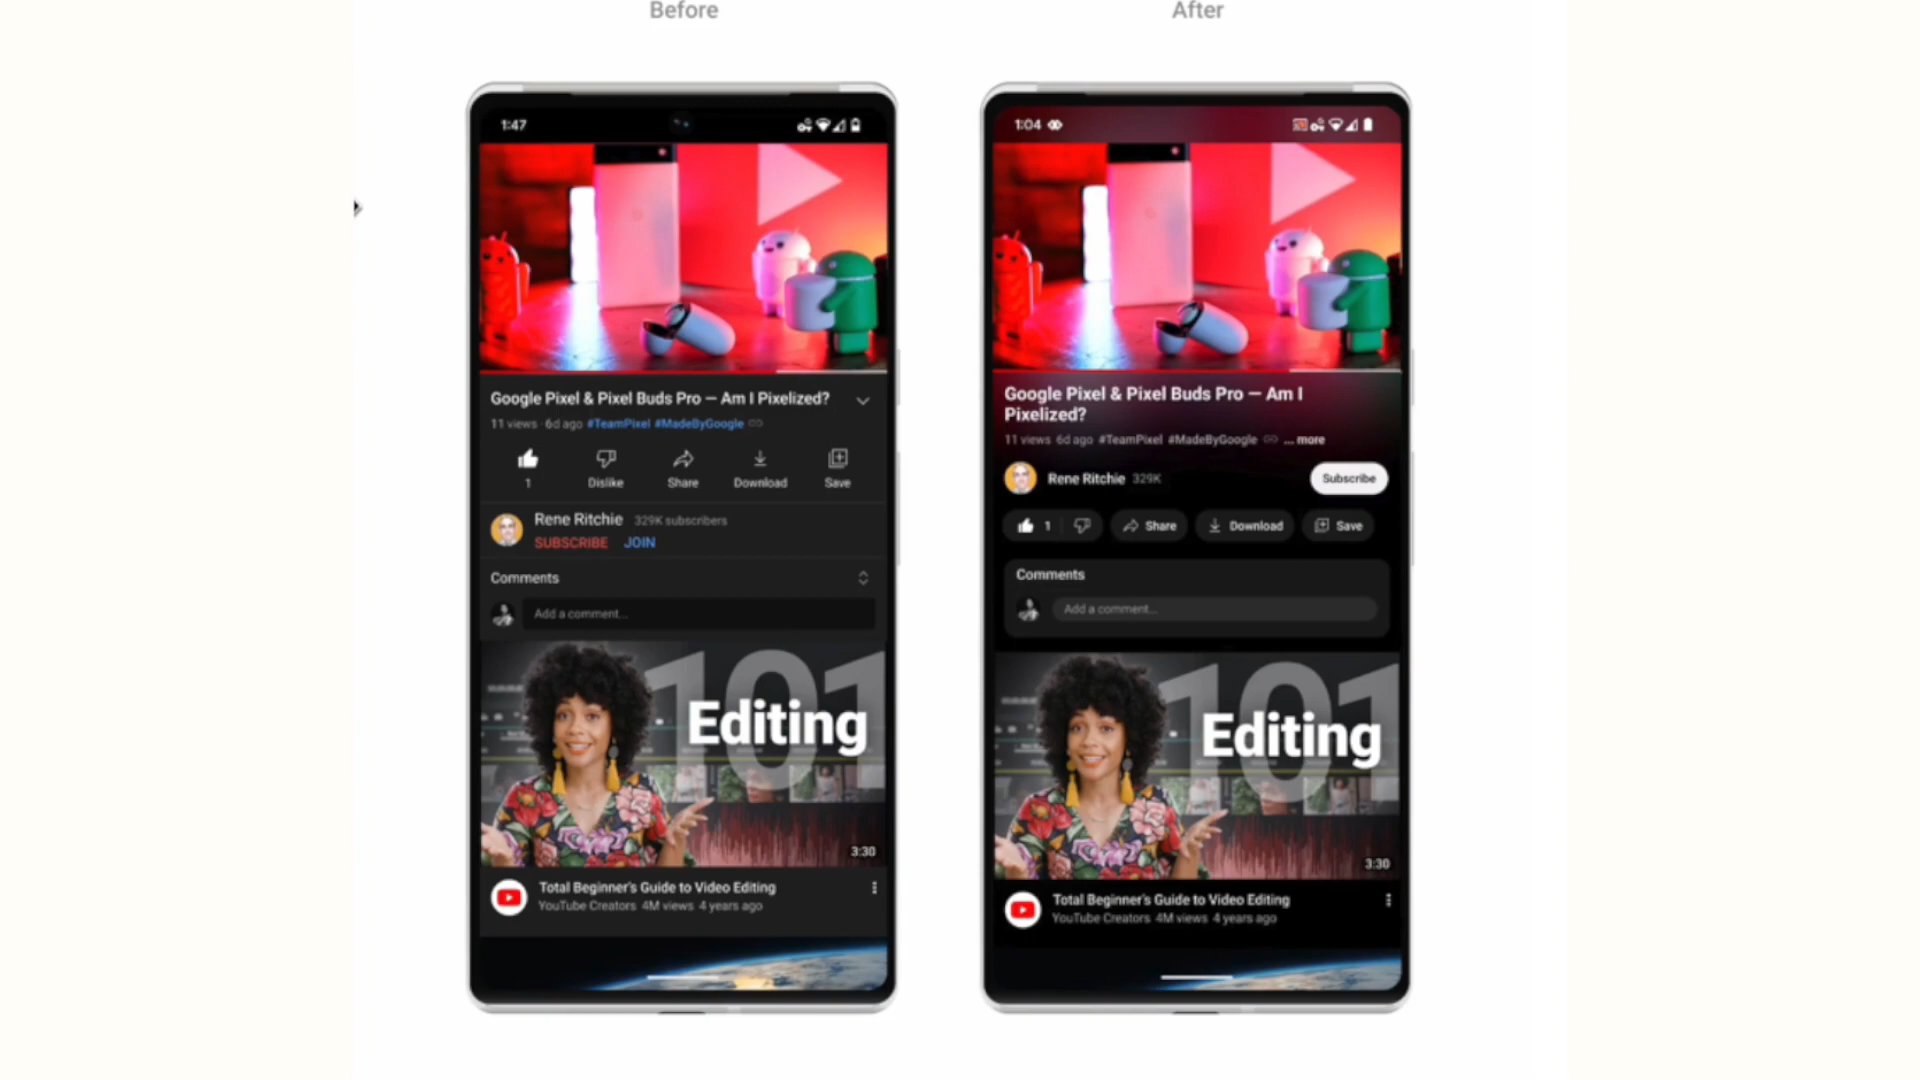 Before
1:47
Google Pixel & Pixel Buds Pro — Am I Pixelized?
11 views · 6d ago #TeamPixel #MadeByGoogle
1 Dislike Share Download Save
Rene Ritchie 329K subscribers
SUBSCRIBE JOIN
Comments
Add a comment...
101
Editing
3:30
Total Beginner's Guide to Video Editing
YouTube Creators 4M views 4 years ago
After
1:04
Google Pixel & Pixel Buds Pro — Am I
Pixelized?
11 views 6d ago #TeamPixel #MadeByGoogle ... more
Rene Ritchie 329K Subscribe
1 Share Download Save
Comments
Add a comment...
101
Editing
3:30
Total Beginner's Guide to Video Editing
YouTube Creators 4M views 4 years ago